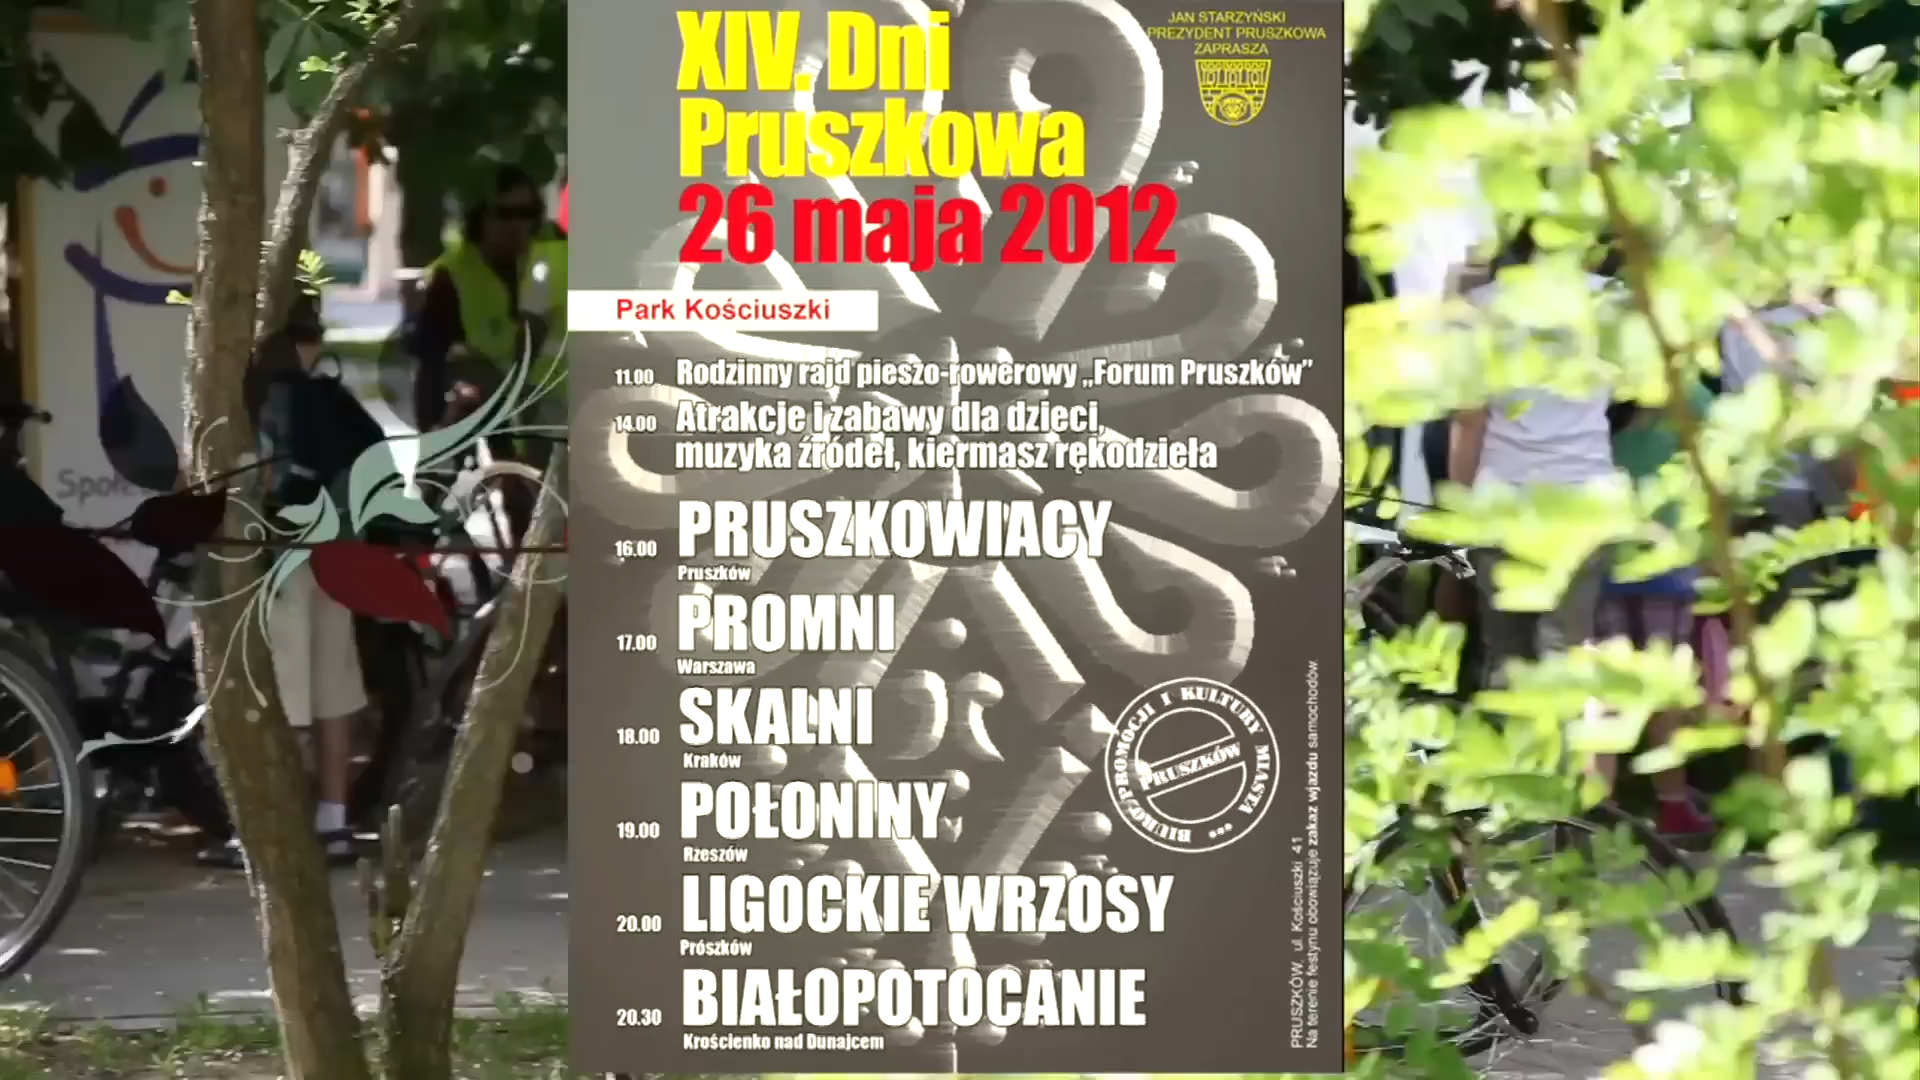 XIV. Dni
Pruszkowa
26 maja 2012
JAN STARZYŃSKI
PREZYDENT PRUSZKOWA
ZAPRASZA
Park Kościuszki
11.00 Rodzinny rajd pieszo-rowerowy „Forum Pruszków”
14.00 Atrakcje i zabawy dla dzieci,
muzyka źródeł, kiermasz rękodzieła
16.00 PRUSZKOWIACY
Pruszków
17.00 PROMNI
Warszawa
18.00 SKALNI
Kraków
19.00 POŁONINY
Rzeszów
20.00 LIGOCKIE WRZOSY
Prószków
20.30 BIAŁOPOTOCANIE
Krościenko nad Dunajcem
BIURO PROMOCJI I KULTURY MIASTA
PRUSZKÓW
PRUSZKÓW, ul. Kościuszki 41
Na terenie festynu obowiązuje zakaz wjazdu samochodów.
Społ